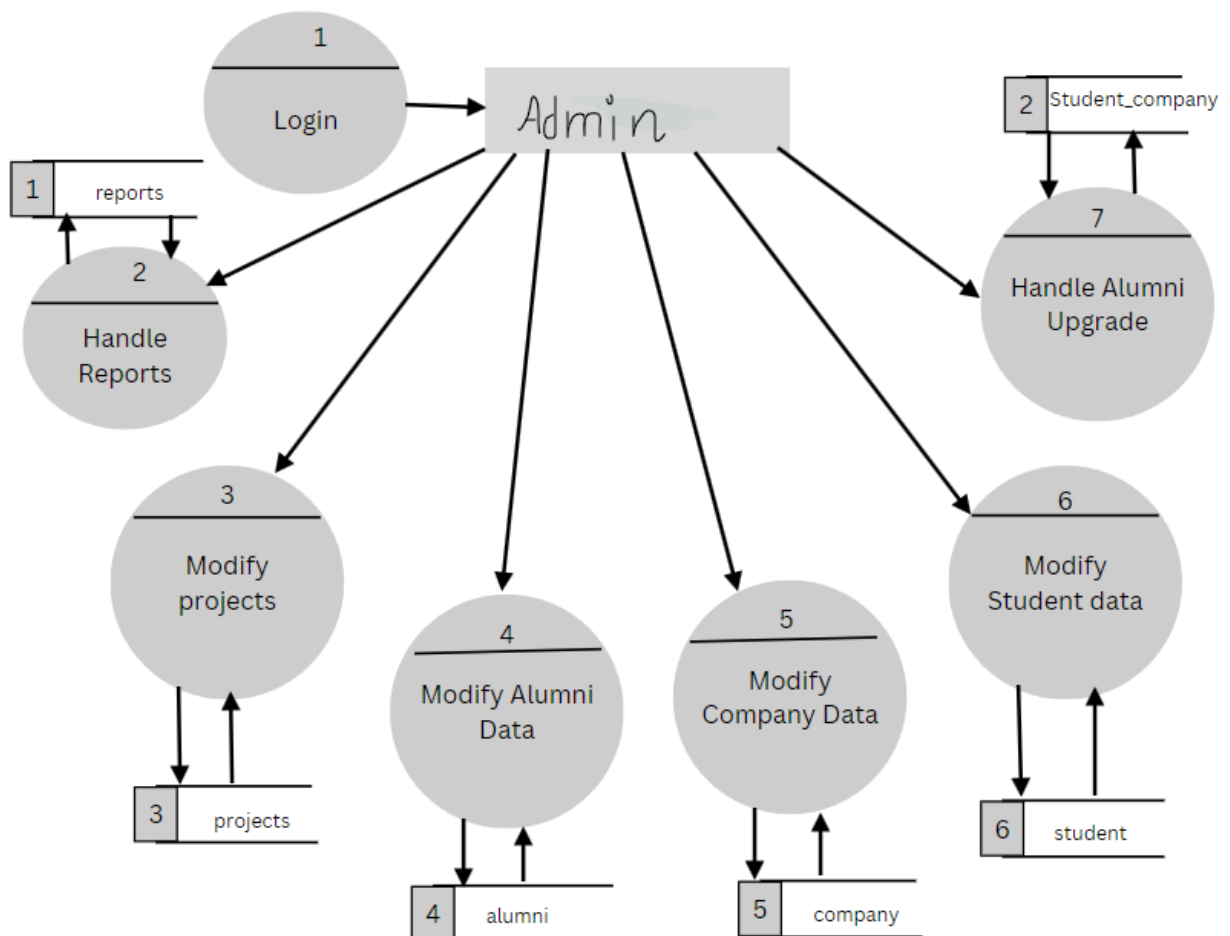 1
Login
Admin
2
Student_company
1
reports
2
Handle
Reports
7
Handle Alumni
Upgrade
3
Modify
projects
4
Modify Alumni
Data
5
Modify
Company Data
6
Modify
Student data
3
projects
4
alumni
5
company
6
student